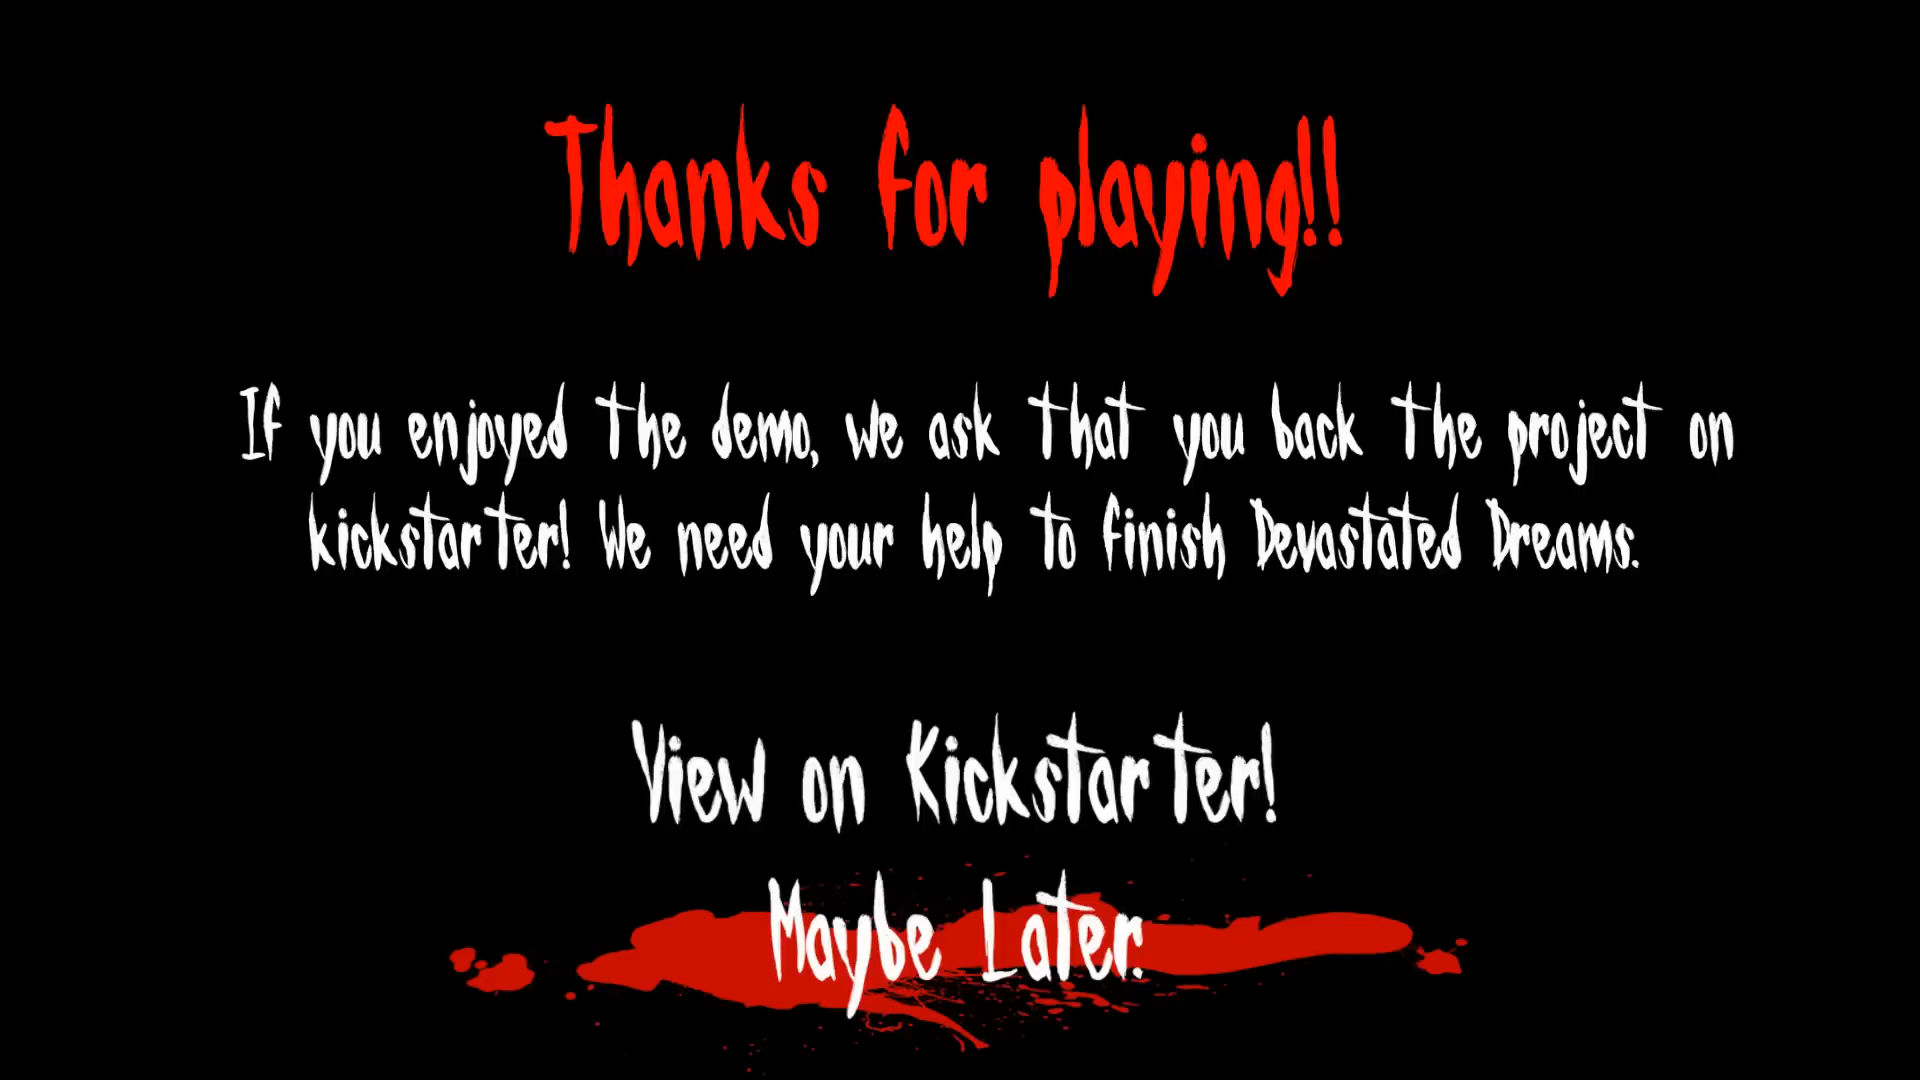 Thanks for playing!!
If you enjoyed the demo, we ask that you back the project on
kickstarter! We need your help to finish Devastated Dreams.
View on Kickstarter!
Maybe Later.